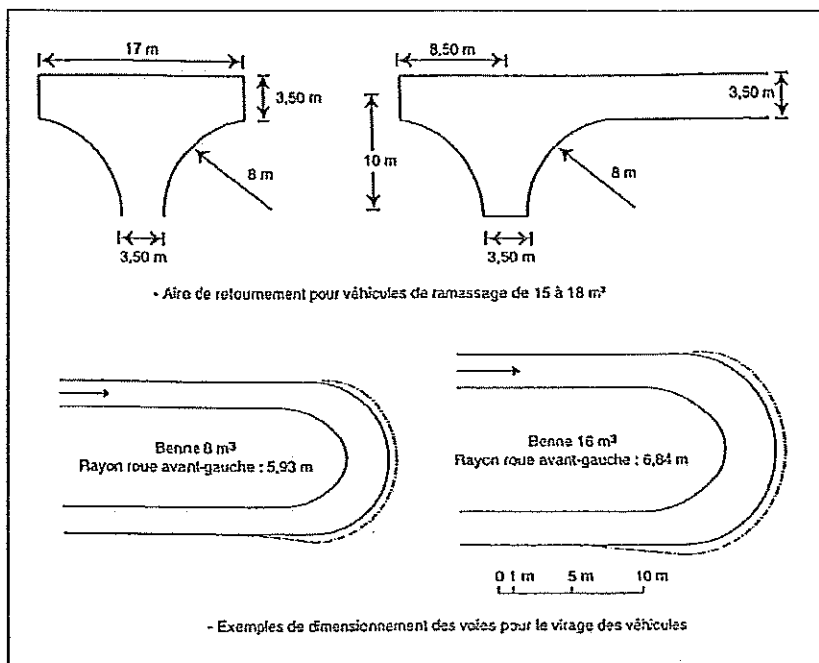 17 m
8,50 m
3,50 m
3,50 m
10 m
8 m
8 m
3,50 m
3,50 m
- Aire de retournement pour véhicules de ramassage de 15 à 18 m³
Benne 8 m³
Rayon roue avant-gauche : 5,93 m
Benne 16 m³
Rayon roue avant-gauche : 6,84 m
0 1 m 5 m 10 m
- Exemples de dimensionnement des voies pour le virage des véhicules